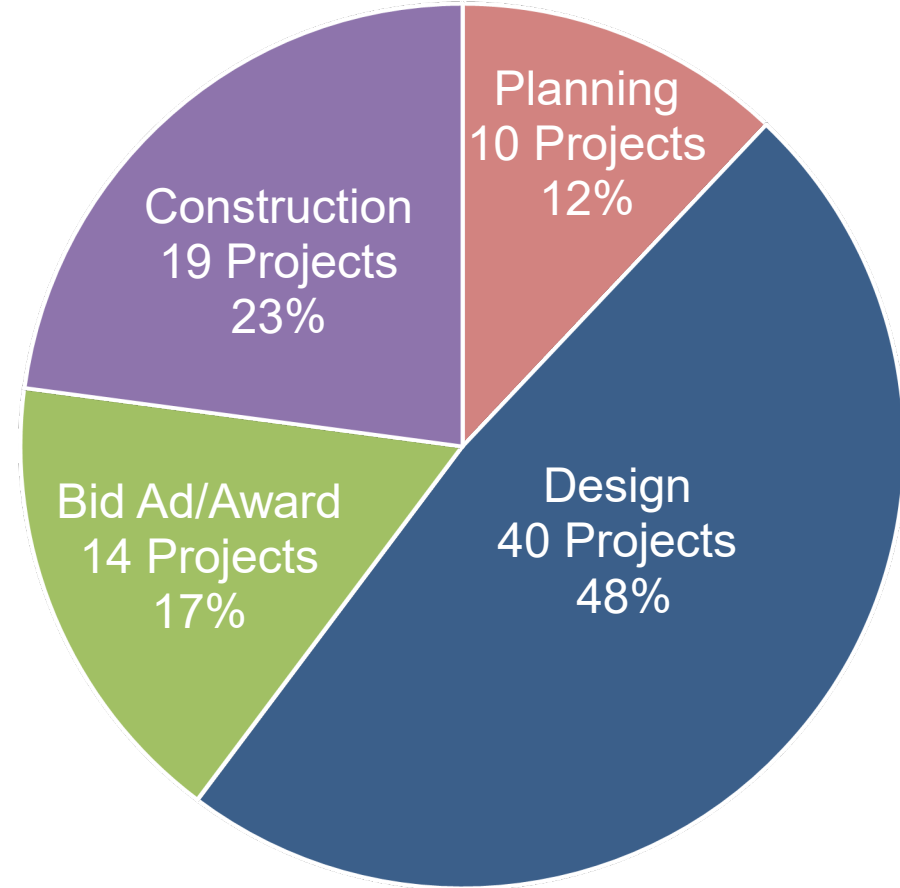 Planning
10 Projects
12%
Construction
19 Projects
23%
Design
40 Projects
48%
Bid Ad/Award
14 Projects
17%